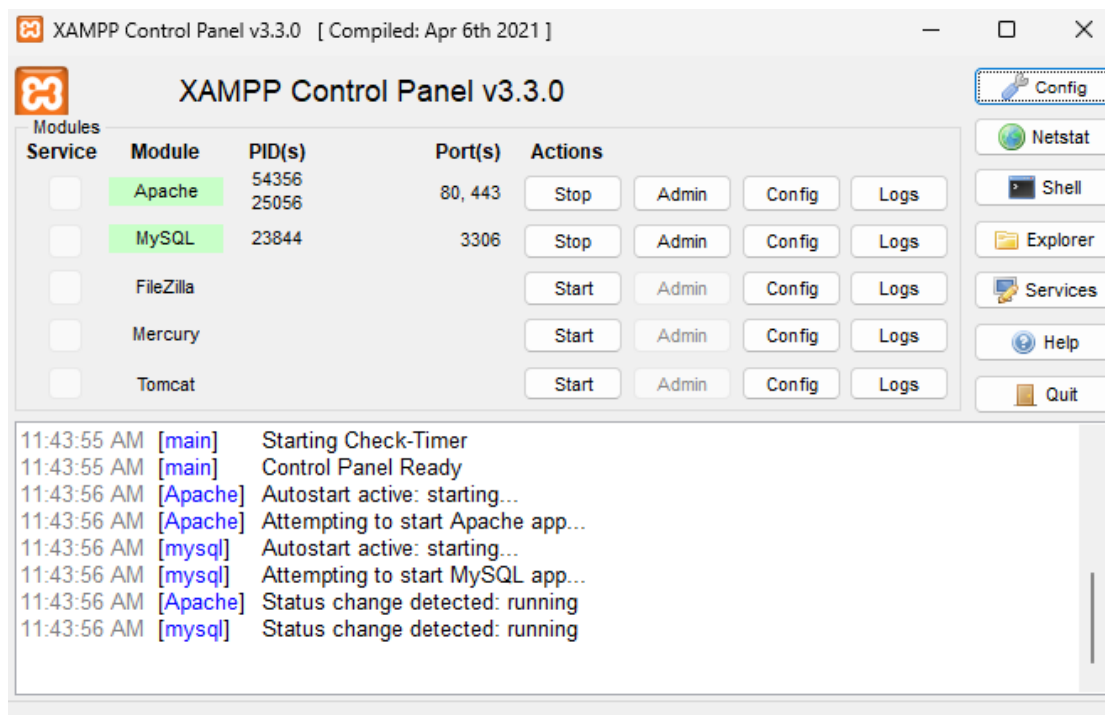 XAMPP Control Panel v3.3.0 [ Compiled: Apr 6th 2021 ]
XAMPP Control Panel v3.3.0
Config
Modules
Service Module PID(s) Port(s) Actions
Netstat
Apache 54356 25056 80, 443 Stop Admin Config Logs
Shell
MySQL 23844 3306 Stop Admin Config Logs
Explorer
FileZilla Start Admin Config Logs
Services
Mercury Start Admin Config Logs
Help
Tomcat Start Admin Config Logs
Quit
11:43:55 AM [main] Starting Check-Timer
11:43:55 AM [main] Control Panel Ready
11:43:56 AM [Apache] Autostart active: starting...
11:43:56 AM [Apache] Attempting to start Apache app...
11:43:56 AM [mysql] Autostart active: starting...
11:43:56 AM [mysql] Attempting to start MySQL app...
11:43:56 AM [Apache] Status change detected: running
11:43:56 AM [mysql] Status change detected: running